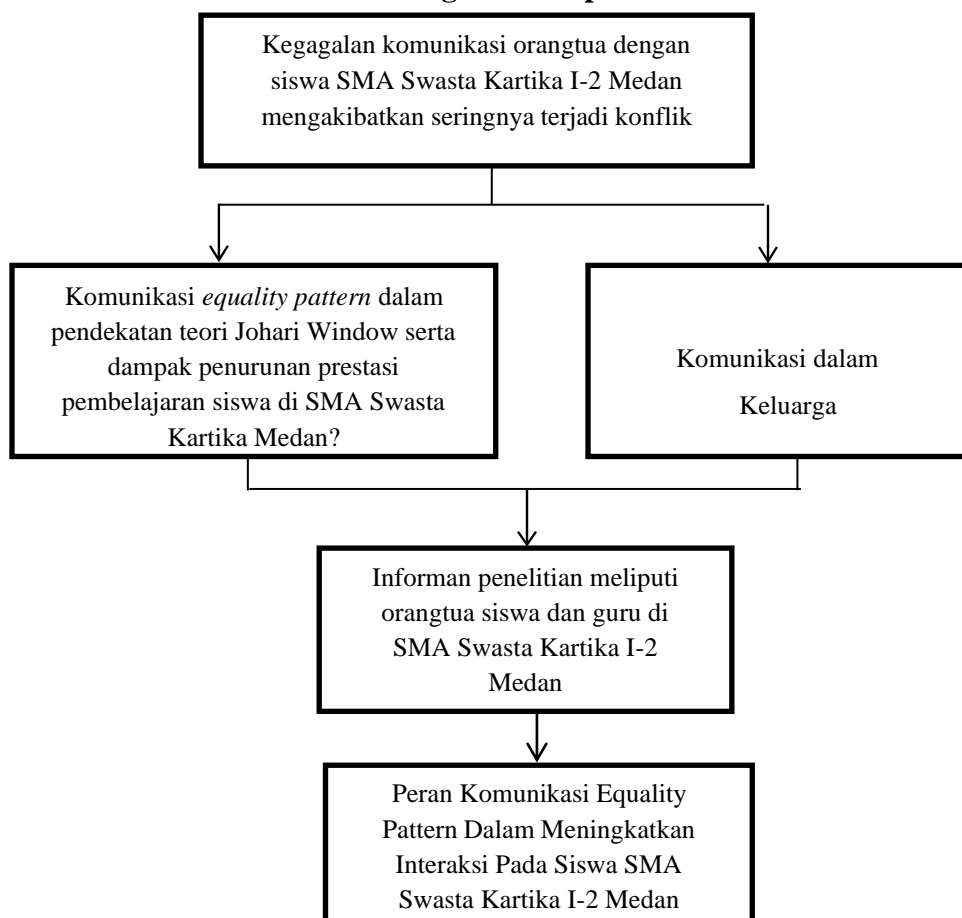 Kegagalan komunikasi orangtua dengan
siswa SMA Swasta Kartika I-2 Medan
mengakibatkan seringnya terjadi konflik
Komunikasi equality pattern dalam
pendekatan teori Johari Window serta
dampak penurunan prestasi
pembelajaran siswa di SMA Swasta
Kartika Medan?
Komunikasi dalam
Keluarga
Informan penelitian meliputi
orangtua siswa dan guru di
SMA Swasta Kartika I-2
Medan
Peran Komunikasi Equality
Pattern Dalam Meningkatkan
Interaksi Pada Siswa SMA
Swasta Kartika I-2 Medan